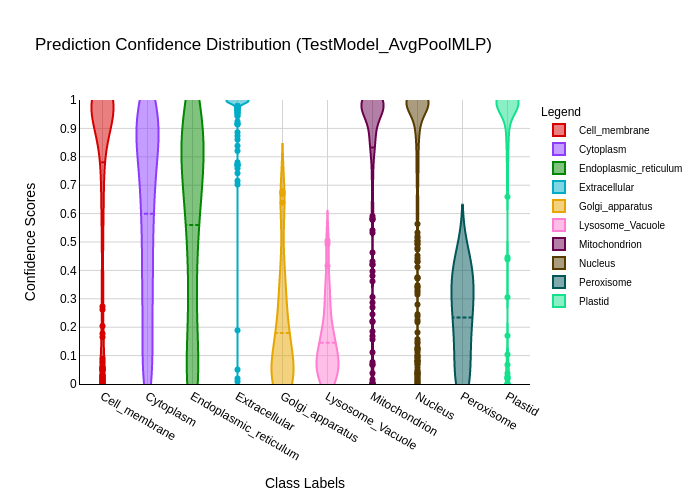 Prediction Confidence Distribution (TestModel_AvgPoolMLP)
Confidence Scores
1
0.9
0.8
0.7
0.6
0.5
0.4
0.3
0.2
0.1
0
Cell_membrane
Cytoplasm
Endoplasmic_reticulum
Extracellular
Golgi_apparatus
Lysosome_Vacuole
Mitochondrion
Nucleus
Peroxisome
Plastid
Class Labels
Legend
Cell_membrane
Cytoplasm
Endoplasmic_reticulum
Extracellular
Golgi_apparatus
Lysosome_Vacuole
Mitochondrion
Nucleus
Peroxisome
Plastid